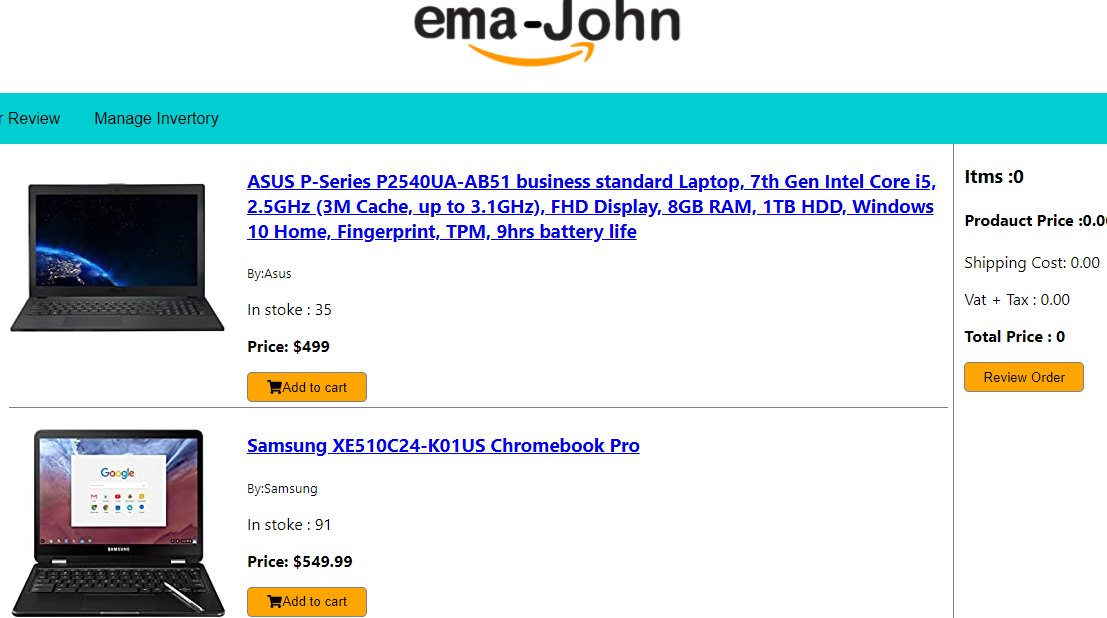 ema-John
r Review Manage Invertory
ASUS P-Series P2540UA-AB51 business standard Laptop, 7th Gen Intel Core i5,
2.5GHz (3M Cache, up to 3.1GHz), FHD Display, 8GB RAM, 1TB HDD, Windows
10 Home, Fingerprint, TPM, 9hrs battery life
By:Asus
In stoke : 35
Price: $499
Add to cart
Google
SAMSUNG
Samsung XE510C24-K01US Chromebook Pro
By:Samsung
In stoke : 91
Price: $549.99
Add to cart
Itms :0
Prodauct Price :0.0
Shipping Cost: 0.00
Vat + Tax : 0.00
Total Price : 0
Review Order